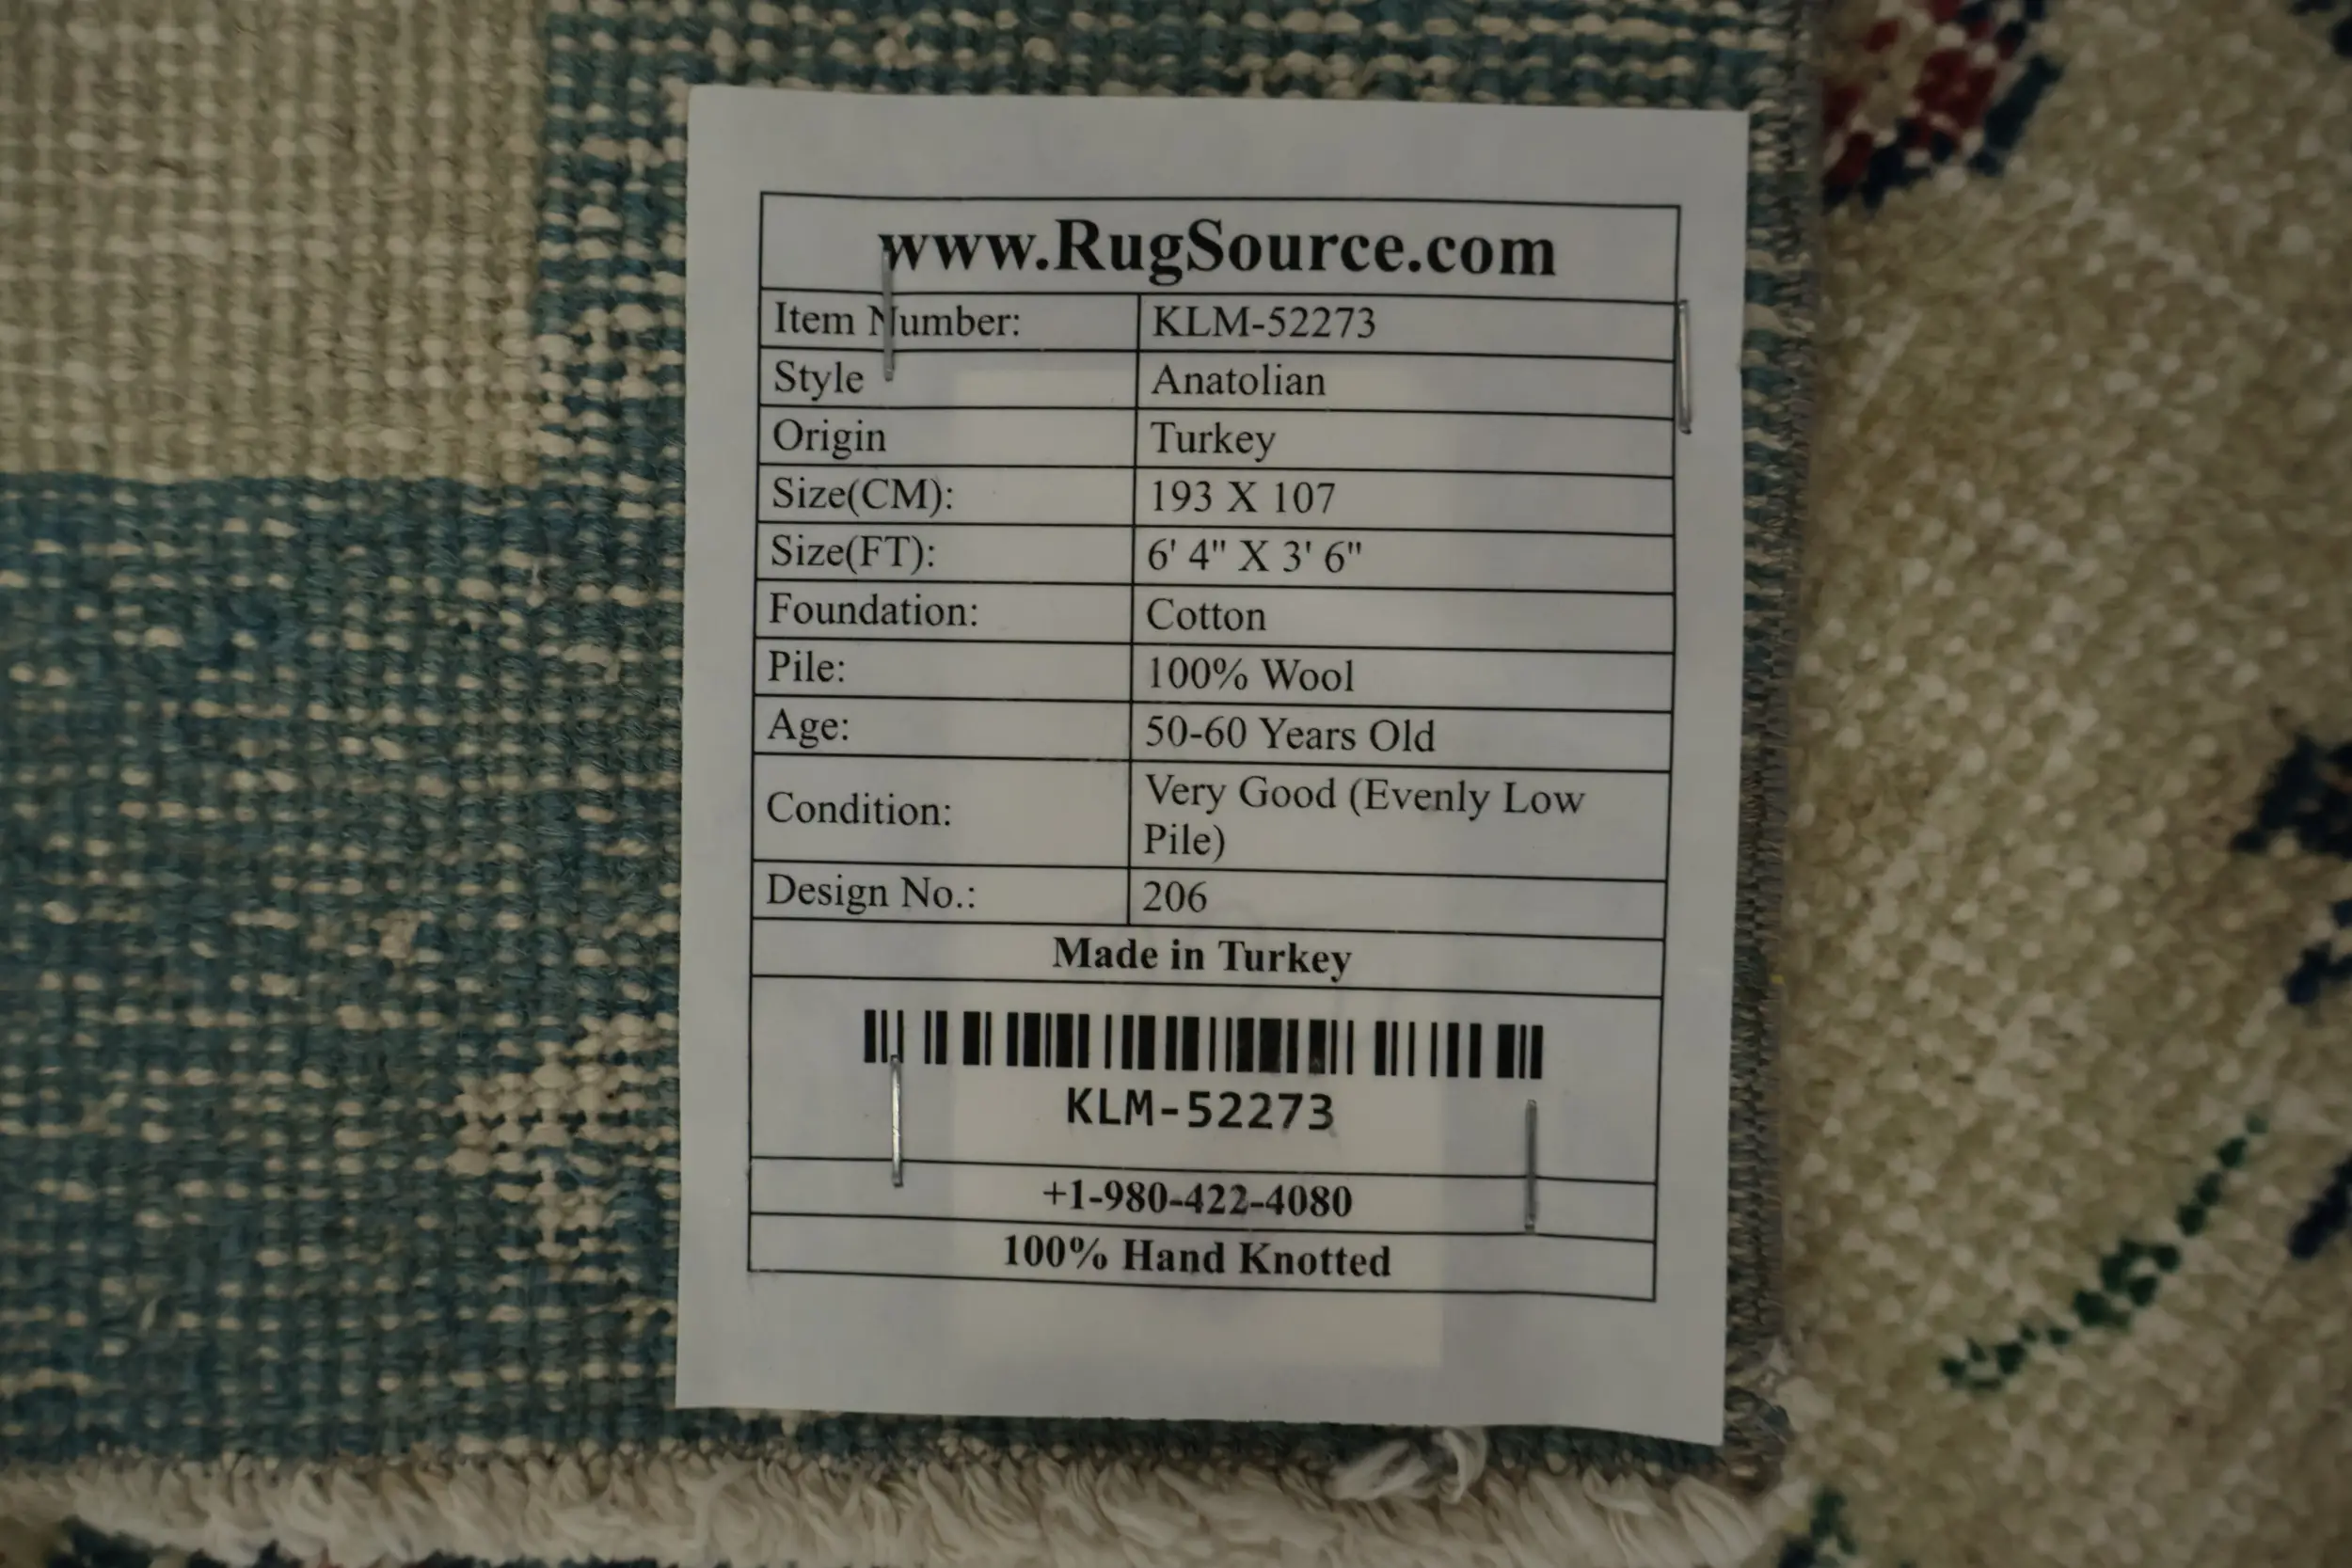 www.RugSource.com
Item Number: KLM-52273
Style Anatolian
Origin Turkey
Size(CM): 193 X 107
Size(FT): 6' 4" X 3' 6"
Foundation: Cotton
Pile: 100% Wool
Age: 50-60 Years Old
Condition: Very Good (Evenly Low
Pile)
Design No.: 206
Made in Turkey
KLM-52273
+1-980-422-4080
100% Hand Knotted